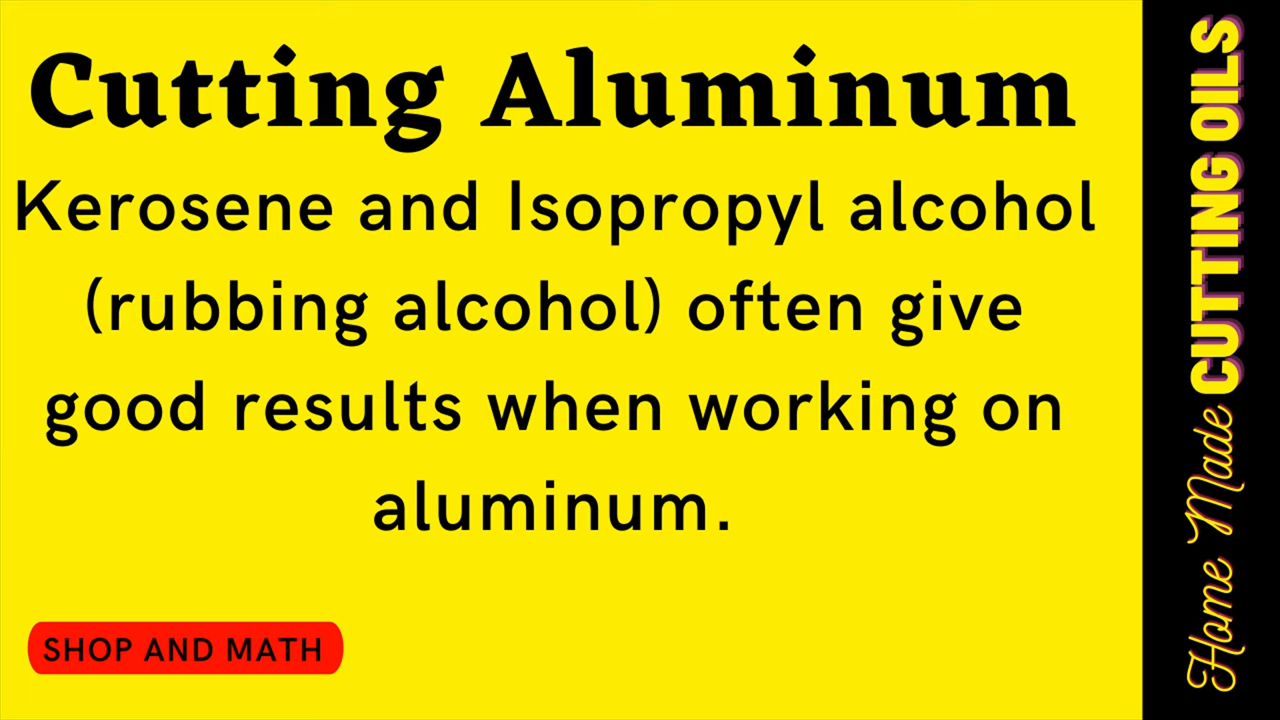 Cutting Aluminum
Kerosene and Isopropyl alcohol
(rubbing alcohol) often give
good results when working on
aluminum.
SHOP AND MATH
Home Made CUTTING OILS